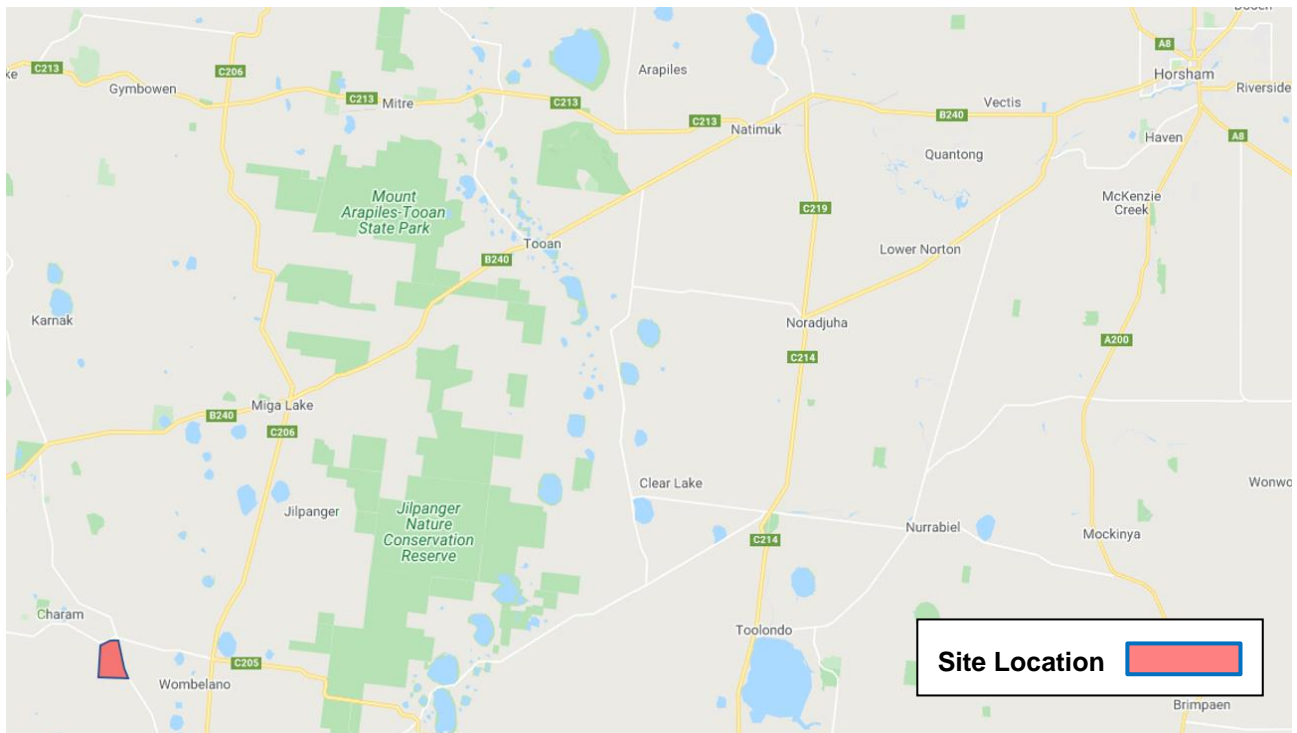 Dooen
A8
C213
C206
Arapiles
Horsham
Gymbowen
C213
Mitre
C213
Riverside
Vectis
C213
Natimuk
B240
A8
Haven
Quantong
Mount
Arapiles-Tooan
State Park
McKenzie
Creek
C219
Tooan
Lower Norton
B240
Karnak
Noradjuha
A200
C214
Miga Lake
B240
C206
Clear Lake
Wonwo
Jilpanger
Jilpanger
Nature
Conservation
Reserve
Nurrabiel
Mockinya
C214
Charam
Toolondo
C205
Wombelano
Site Location
Brimpaen